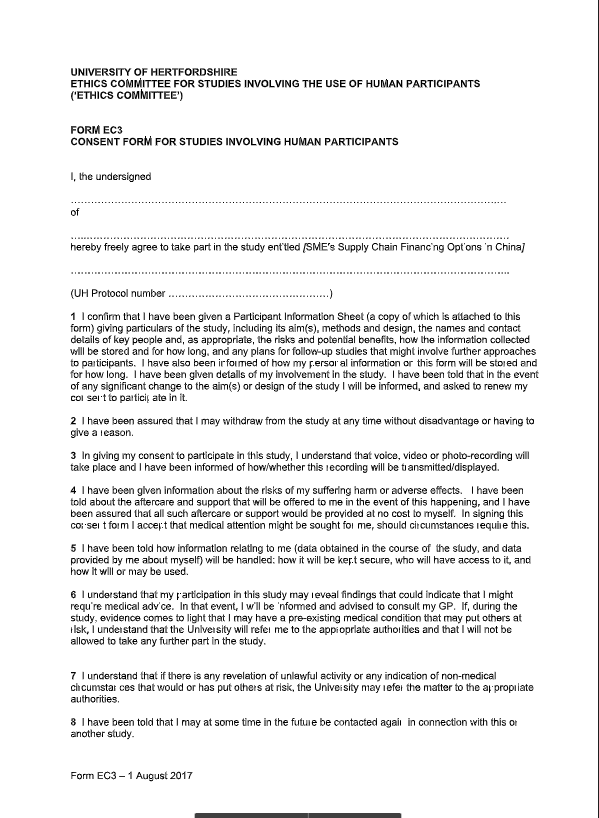 UNIVERSITY OF HERTFORDSHIRE
ETHICS COMMITTEE FOR STUDIES INVOLVING THE USE OF HUMAN PARTICIPANTS
(‘ETHICS COMMITTEE’)
FORM EC3
CONSENT FORM FOR STUDIES INVOLVING HUMAN PARTICIPANTS
I, the undersigned
……………………………………………………………………………………………………………………
of
……………………………………………………………………………………………………………………
hereby freely agree to take part in the study entitled [SME's Supply Chain Financing Options in China]
……………………………………………………………………………………………………………………
(UH Protocol number …………………………………………)
1 I confirm that I have been given a Participant Information Sheet (a copy of which is attached to this
form) giving particulars of the study, including its aim(s), methods and design, the names and contact
details of key people and, as appropriate, the risks and potential benefits, how the information collected
will be stored and for how long, and any plans for follow-up studies that might involve further approaches
to participants. I have also been informed of how my personal information on this form will be stored and
for how long. I have been given details of my involvement in the study. I have been told that in the event
of any significant change to the aim(s) or design of the study I will be informed, and asked to renew my
consent to participate in it.
2 I have been assured that I may withdraw from the study at any time without disadvantage or having to
give a reason.
3 In giving my consent to participate in this study, I understand that voice, video or photo-recording will
take place and I have been informed of how/whether this recording will be transmitted/displayed.
4 I have been given information about the risks of my suffering harm or adverse effects. I have been
told about the aftercare and support that will be offered to me in the event of this happening, and I have
been assured that all such aftercare or support would be provided at no cost to myself. In signing this
consent form I accept that medical attention might be sought for me, should circumstances require this.
5 I have been told how information relating to me (data obtained in the course of the study, and data
provided by me about myself) will be handled: how it will be kept secure, who will have access to it, and
how it will or may be used.
6 I understand that my participation in this study may reveal findings that could indicate that I might
require medical advice. In that event, I will be informed and advised to consult my GP. If, during the
study, evidence comes to light that I may have a pre-existing medical condition that may put others at
risk, I understand that the University will refer me to the appropriate authorities and that I will not be
allowed to take any further part in the study.
7 I understand that if there is any revelation of unlawful activity or any indication of non-medical
circumstances that would or has put others at risk, the University may refer the matter to the appropriate
authorities.
8 I have been told that I may at some time in the future be contacted again in connection with this or
another study.
Form EC3 – 1 August 2017